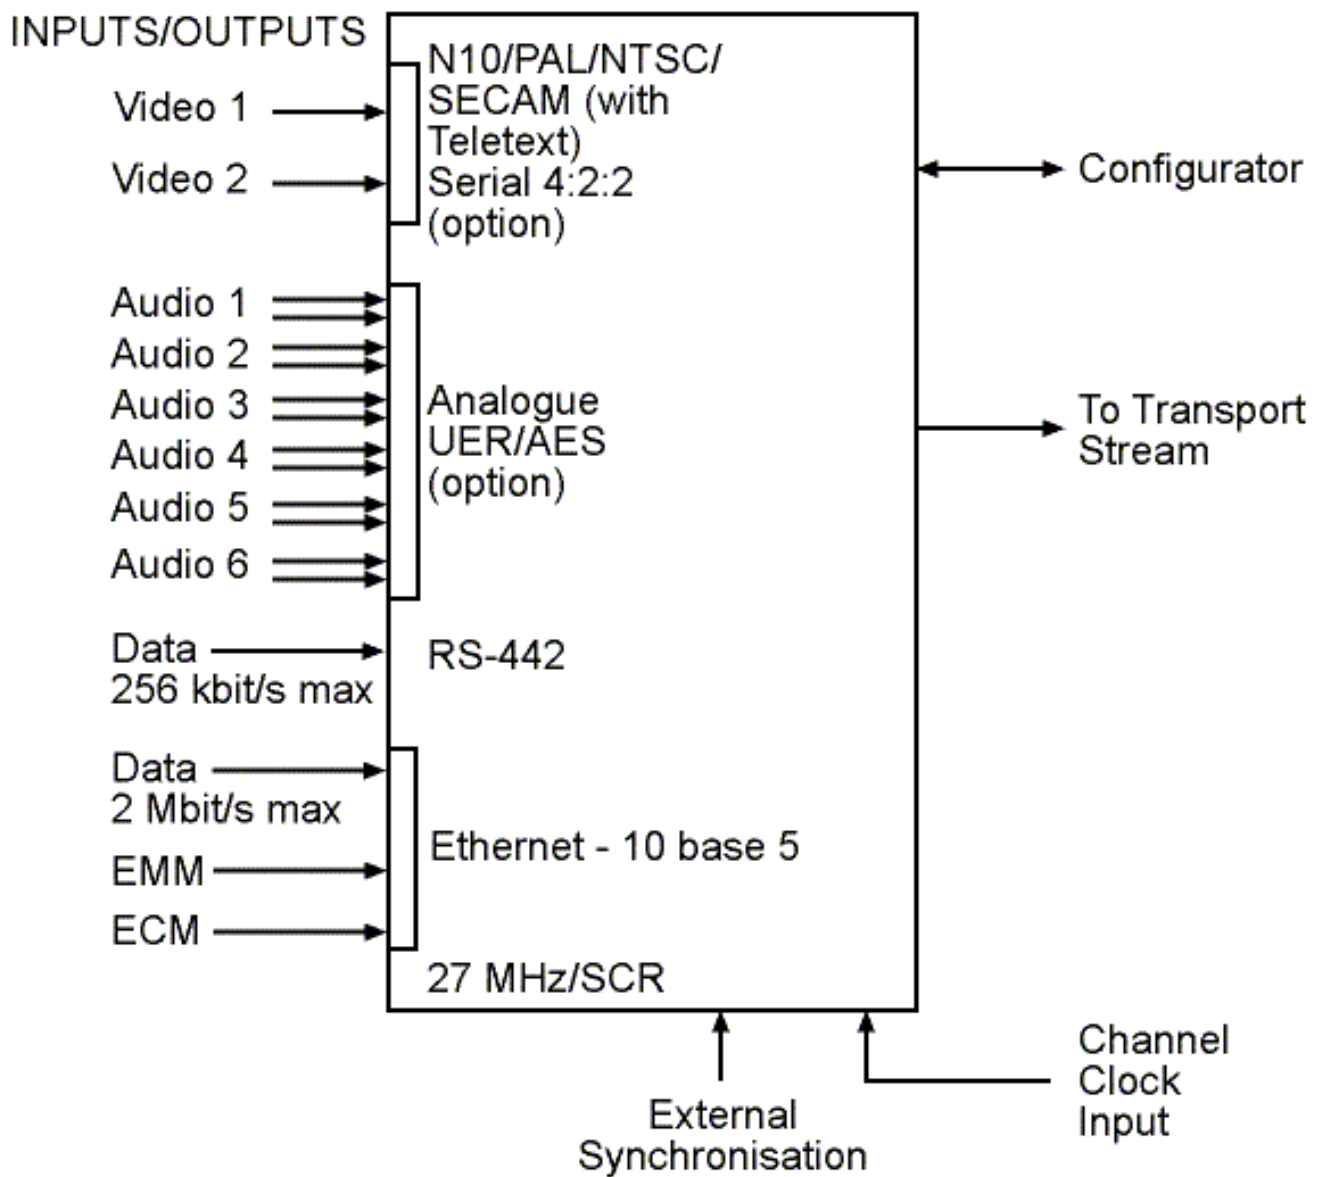 INPUTS/OUTPUTS
Video 1
Video 2
N10/PAL/NTSC/
SECAM (with
Teletext)
Serial 4:2:2
(option)
Configurator
Audio 1
Audio 2
Audio 3
Audio 4
Audio 5
Audio 6
Analogue
UER/AES
(option)
To Transport
Stream
Data
256 kbit/s max
RS-442
Data
2 Mbit/s max
EMM
ECM
Ethernet - 10 base 5
27 MHz/SCR
External
Synchronisation
Channel
Clock
Input